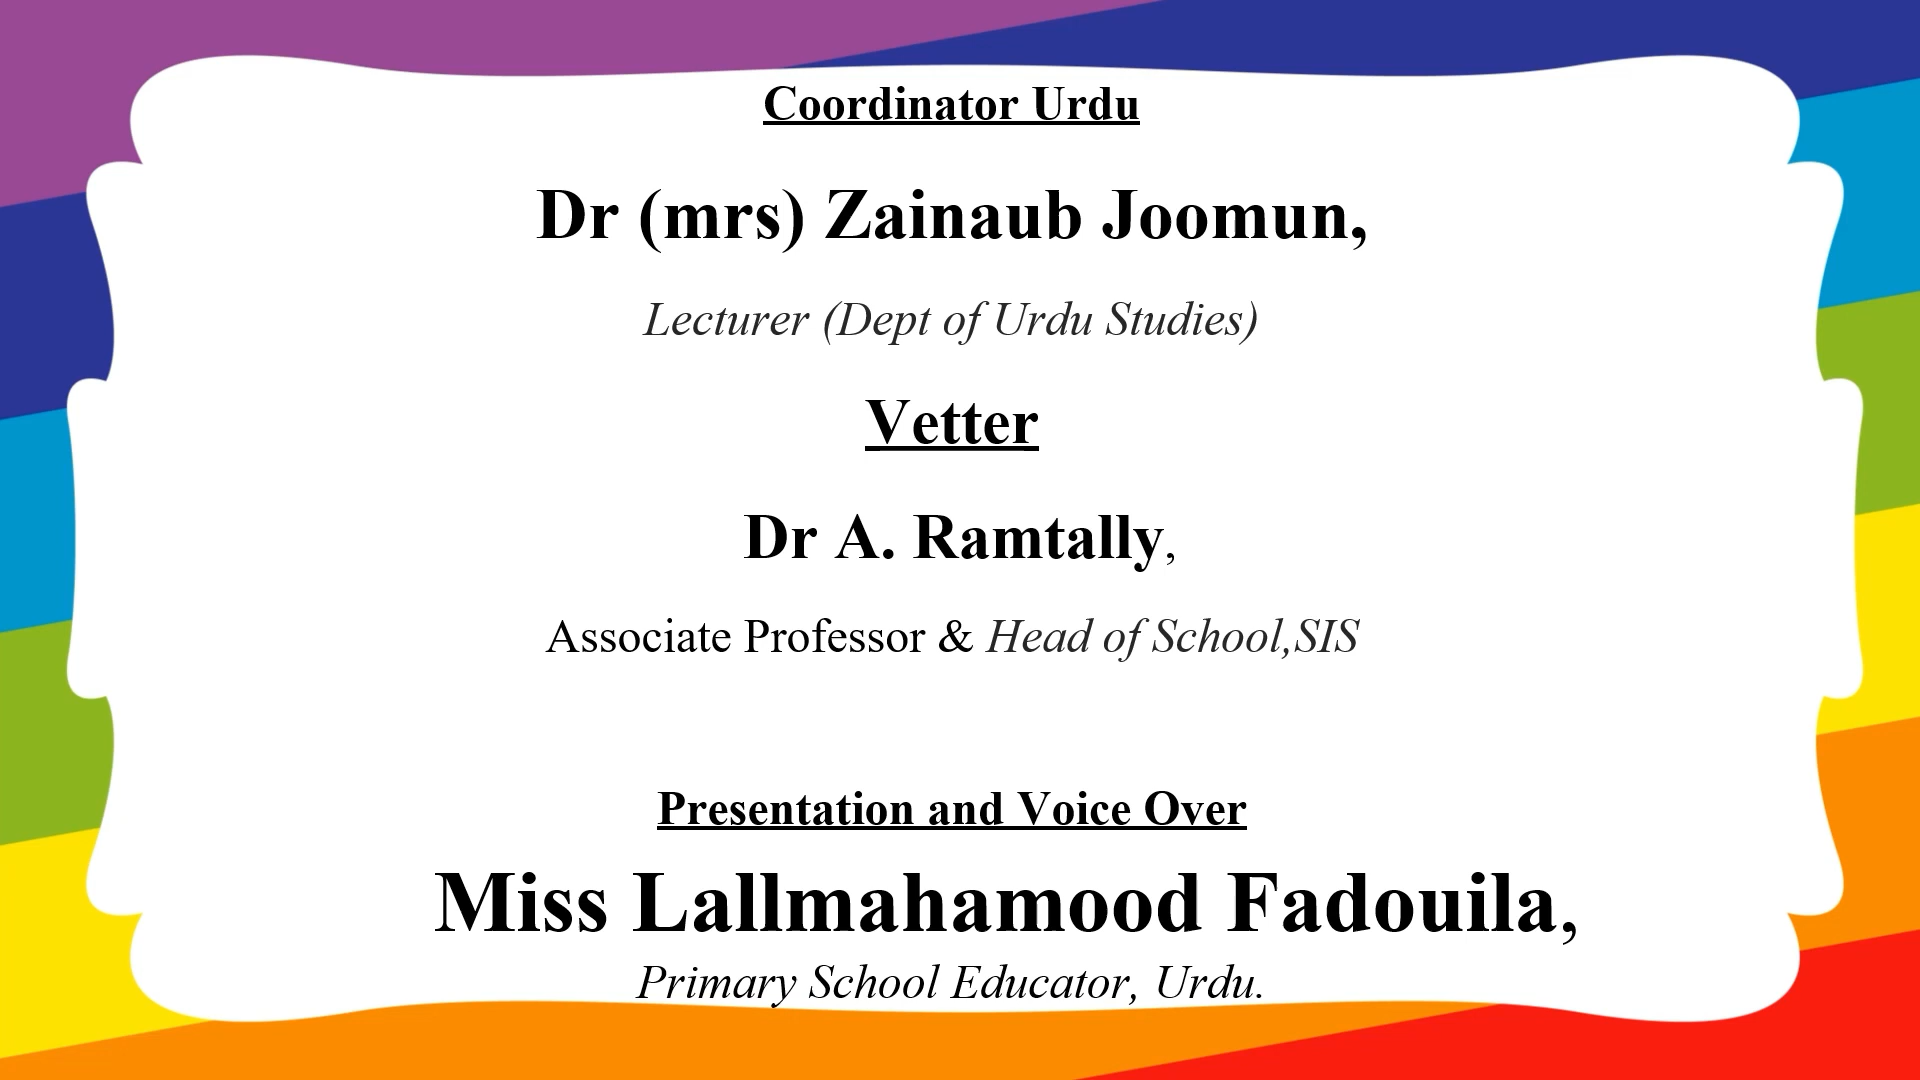 Coordinator Urdu
Dr (mrs) Zainaub Joomun,
Lecturer (Dept of Urdu Studies)
Vetter
Dr A. Ramtally,
Associate Professor & Head of School,SIS
Presentation and Voice Over
Miss Lallmahamood Fadouila,
Primary School Educator, Urdu.